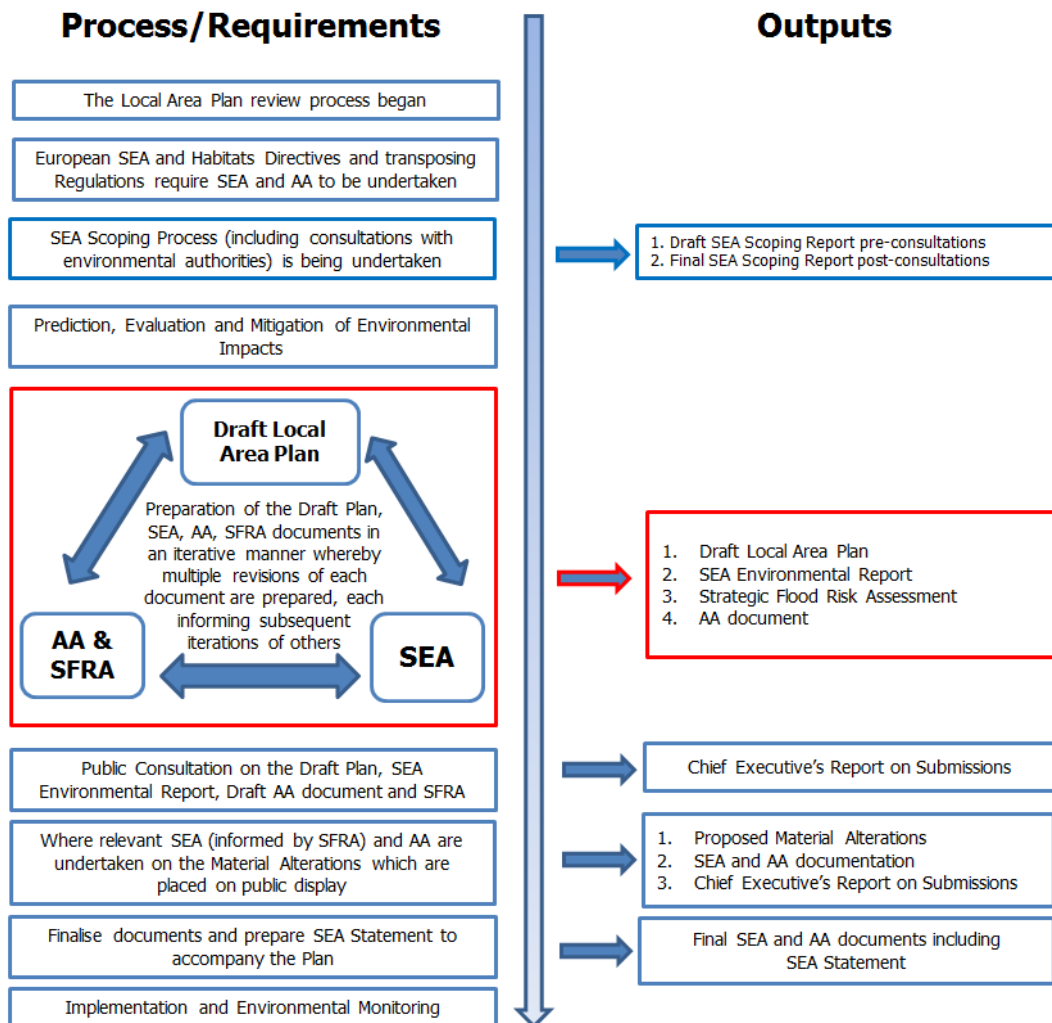 Process/Requirements
Outputs
The Local Area Plan review process began
European SEA and Habitats Directives and transposing
Regulations require SEA and AA to be undertaken
SEA Scoping Process (including consultations with
environmental authorities) is being undertaken
1. Draft SEA Scoping Report pre-consultations
2. Final SEA Scoping Report post-consultations
Prediction, Evaluation and Mitigation of Environmental
Impacts
Draft Local
Area Plan
Preparation of the Draft Plan,
SEA, AA, SFRA documents in
an iterative manner whereby
multiple revisions of each
document are prepared, each
informing subsequent
iterations of others
AA &
SFRA
SEA
1. Draft Local Area Plan
2. SEA Environmental Report
3. Strategic Flood Risk Assessment
4. AA document
Public Consultation on the Draft Plan, SEA
Environmental Report, Draft AA document and SFRA
Chief Executive's Report on Submissions
Where relevant SEA (informed by SFRA) and AA are
undertaken on the Material Alterations which are
placed on public display
1. Proposed Material Alterations
2. SEA and AA documentation
3. Chief Executive's Report on Submissions
Finalise documents and prepare SEA Statement to
accompany the Plan
Final SEA and AA documents including
SEA Statement
Implementation and Environmental Monitoring